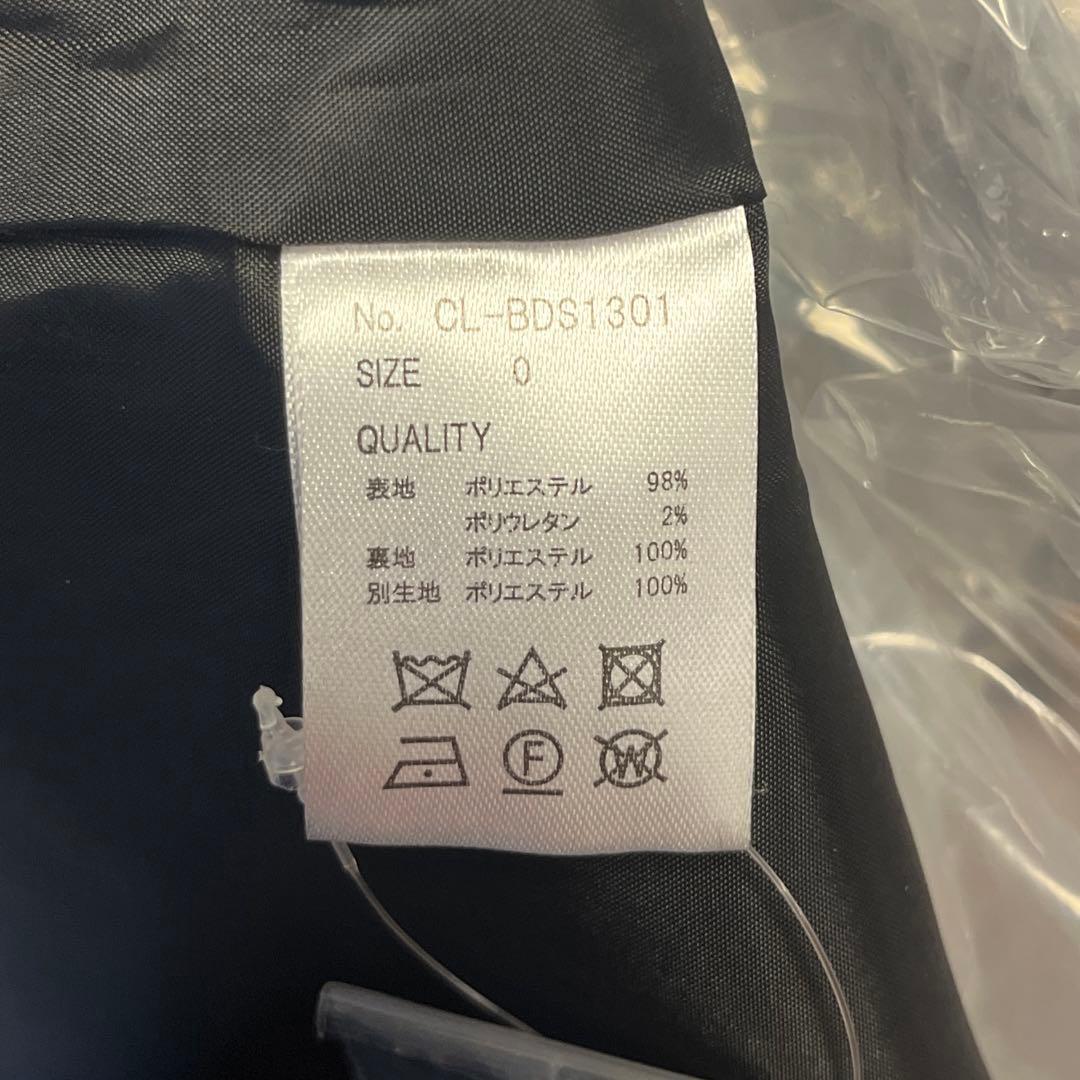 No. CL-BDS1301
SIZE 0
QUALITY
表地 ポリエステル 98%
ポリウレタン 2%
裏地 ポリエステル 100%
別生地 ポリエステル 100%
F W